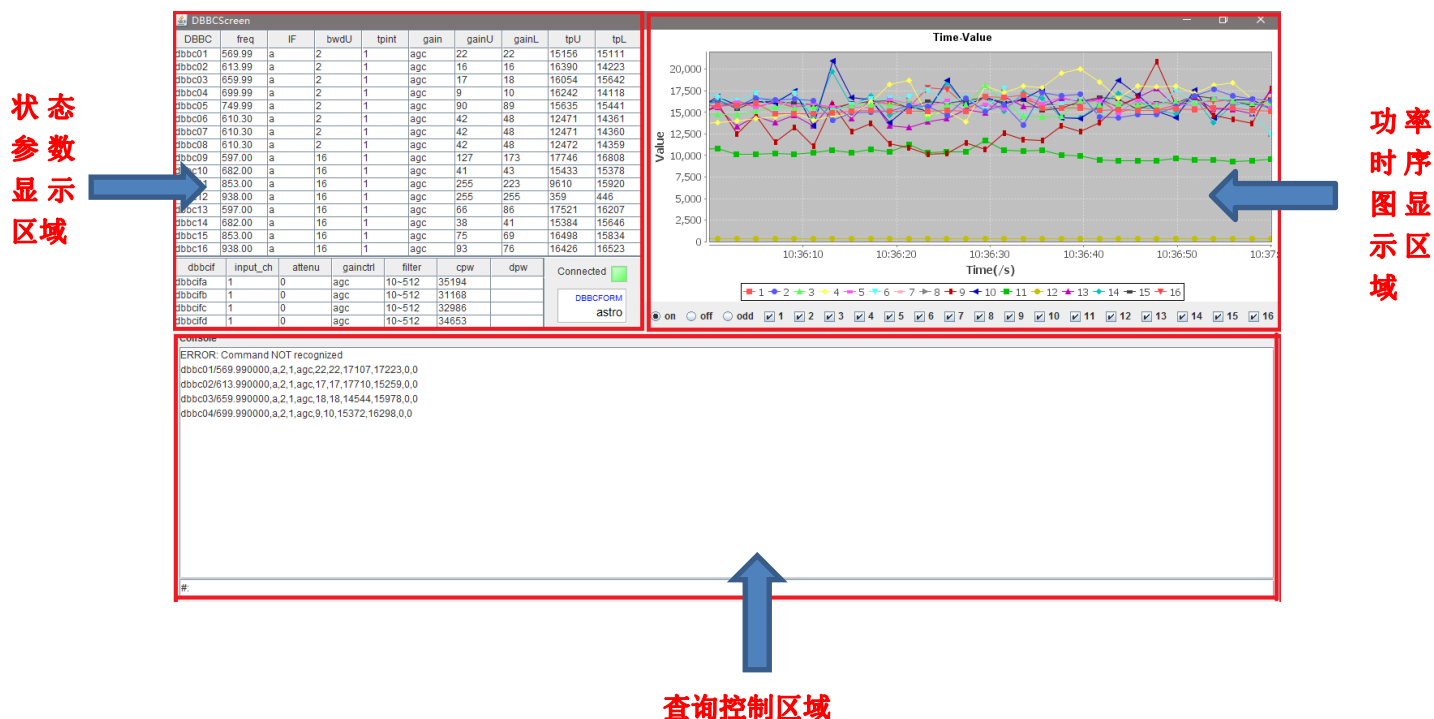 DBBCScreen
DBBC freq IF bwdU tpint gain gainU gainL tpU tpL
dbbc01 569.99 a 2 1 agc 22 22 15156 15111
dbbc02 613.99 a 2 1 agc 16 16 16390 14223
dbbc03 659.99 a 2 1 agc 17 18 16054 15642
dbbc04 699.99 a 2 1 agc 9 10 16242 14118
dbbc05 749.99 a 2 1 agc 90 89 15635 15441
dbbc06 610.30 a 2 1 agc 42 48 12471 14361
dbbc07 610.30 a 2 1 agc 42 48 12471 14360
dbbc08 610.30 a 2 1 agc 42 48 12472 14359
dbbc09 597.00 a 16 1 agc 127 173 17746 16808
dbbc10 682.00 a 16 1 agc 41 43 15433 15378
853.00 a 16 1 agc 255 223 9610 15920
938.00 a 16 1 agc 255 255 359 446
dbbc13 597.00 a 16 1 agc 66 86 17521 16207
dbbc14 682.00 a 16 1 agc 38 41 15384 15646
dbbc15 853.00 a 16 1 agc 75 69 16498 15834
dbbc16 938.00 a 16 1 agc 93 76 16426 16523
dbbcif input_ch attenu gainctrl filter cpw dpw
dbbcifa 1 0 agc 10~512 35194
dbbcifb 1 0 agc 10~512 31168
dbbcifc 1 0 agc 10~512 32986
dbbcifd 1 0 agc 10~512 34653
Connected
DBBCFORM
astro
Time-Value
Value
20,000
17,500
15,000
12,500
10,000
7,500
5,000
2,500
0
10:36:10 10:36:20 10:36:30 10:36:40 10:36:50 10:37:
Time(/s)
1 2 3 4 5 6 7 8 9 10 11 12 13 14 15 16
on off odd 1 2 3 4 5 6 7 8 9 10 11 12 13 14 15 16
Console
ERROR: Command NOT recognized
dbbc01/569.990000,a,2,1,agc,22,22,17107,17223,0,0
dbbc02/613.990000,a,2,1,agc,17,17,17710,15259,0,0
dbbc03/659.990000,a,2,1,agc,18,18,14544,15978,0,0
dbbc04/699.990000,a,2,1,agc,9,10,15372,16298,0,0
#:
状态
参数
显示
区域
功率
时序
图显
示区
域
查询控制区域